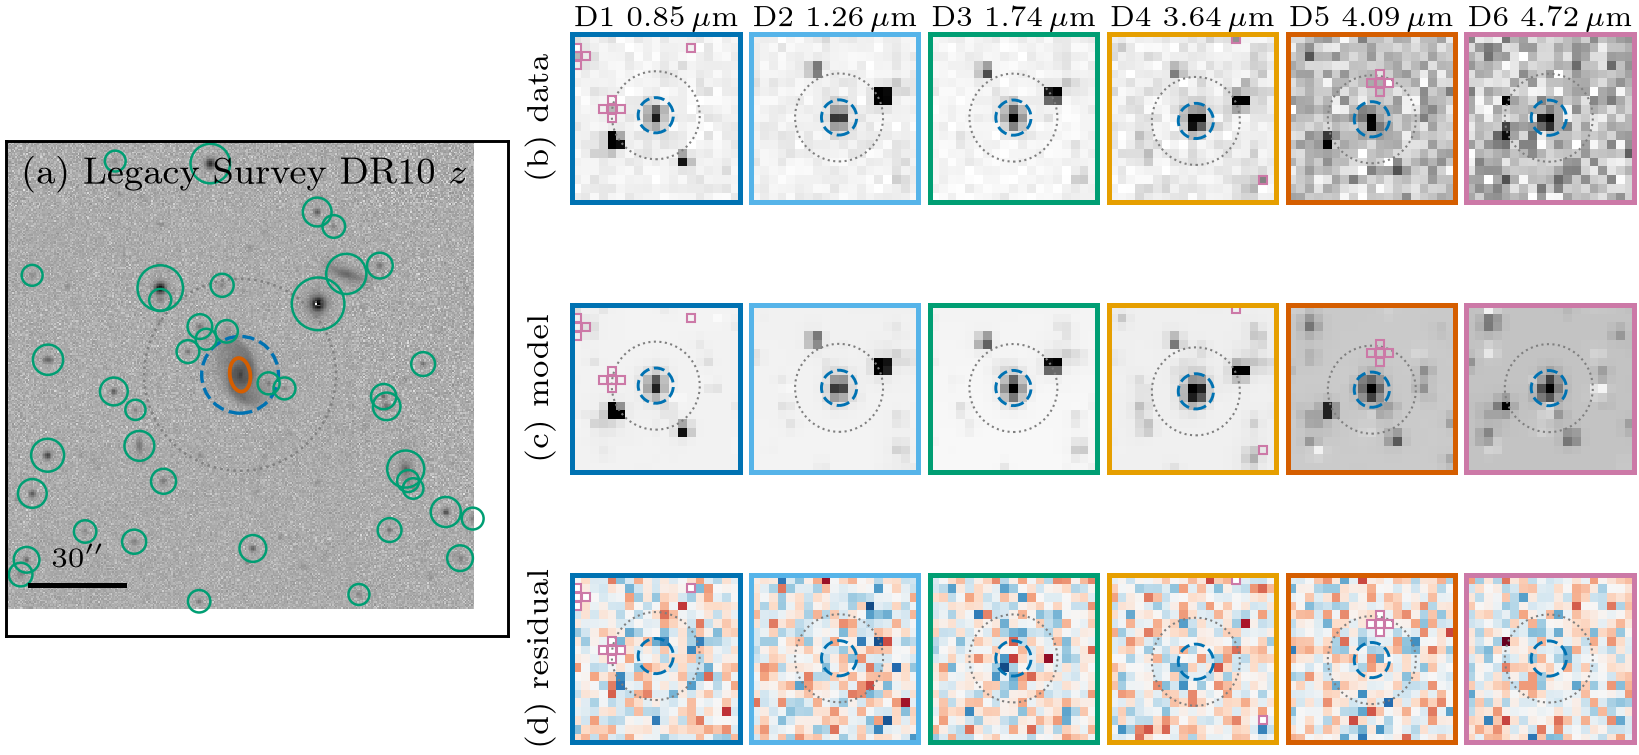 D1 0.85 μm D2 1.26 μm D3 1.74 μm D4 3.64 μm D5 4.09 μm D6 4.72 μm
(b) data
(a) Legacy Survey DR10 z
(c) model
30′′
(d) residual